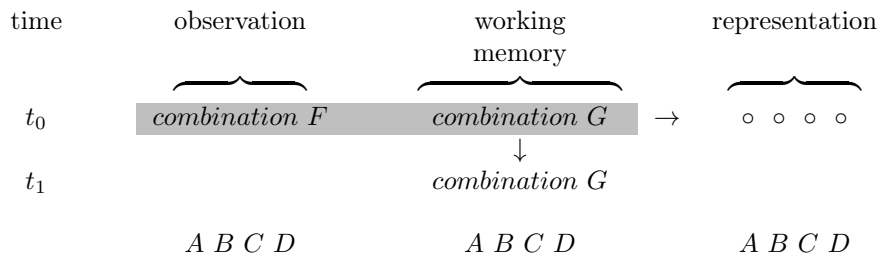 time observation working memory representation
t₀ combination F combination G → ∘ ∘ ∘ ∘
↓
t₁ combination G
A B C D A B C D A B C D